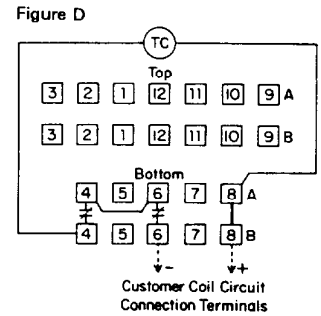 Figure D
TC
Top
3 2 1 12 11 10 9 A
3 2 1 12 11 10 9 B
Bottom
4 5 6 7 8 A
4 5 6 7 8 B
- +
Customer Coil Circuit
Connection Terminals